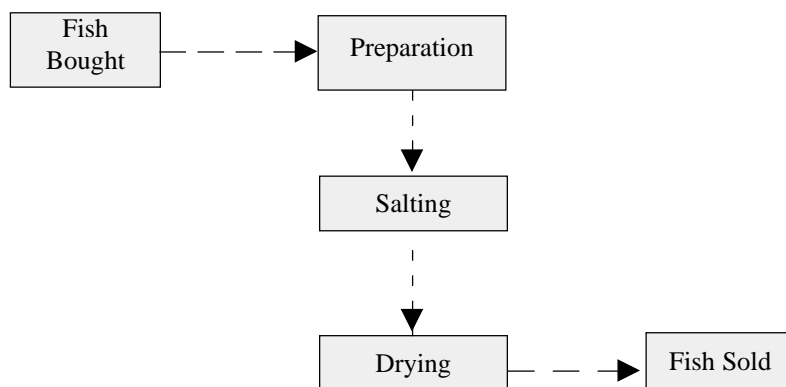 Fish
Bought
Preparation
Salting
Drying
Fish Sold